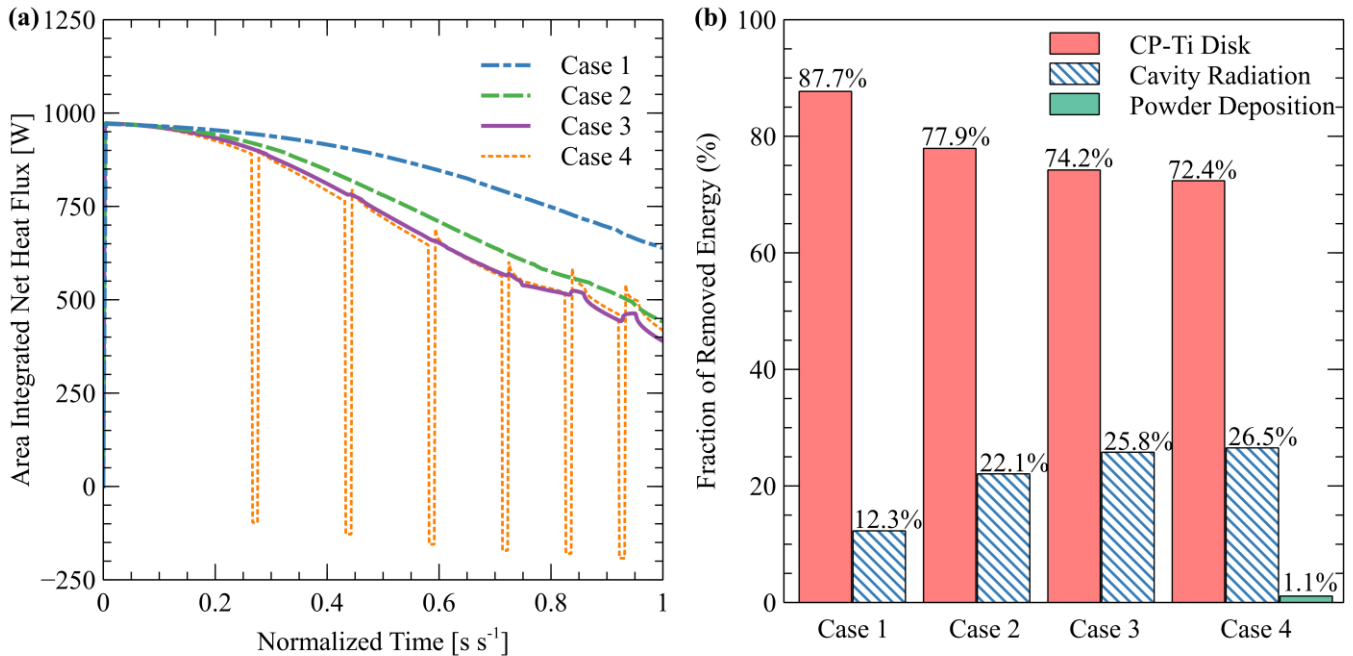 (a)
1250
1000
750
500
250
0
−250
Area Integrated Net Heat Flux [W]
Case 1
Case 2
Case 3
Case 4
0
0.2
0.4
0.6
0.8
1
Normalized Time [s s⁻¹]
(b)
100
80
60
40
20
0
Fraction of Removed Energy (%)
CP-Ti Disk
Cavity Radiation
Powder Deposition
87.7%
12.3%
77.9%
22.1%
74.2%
25.8%
72.4%
26.5%
1.1%
Case 1
Case 2
Case 3
Case 4